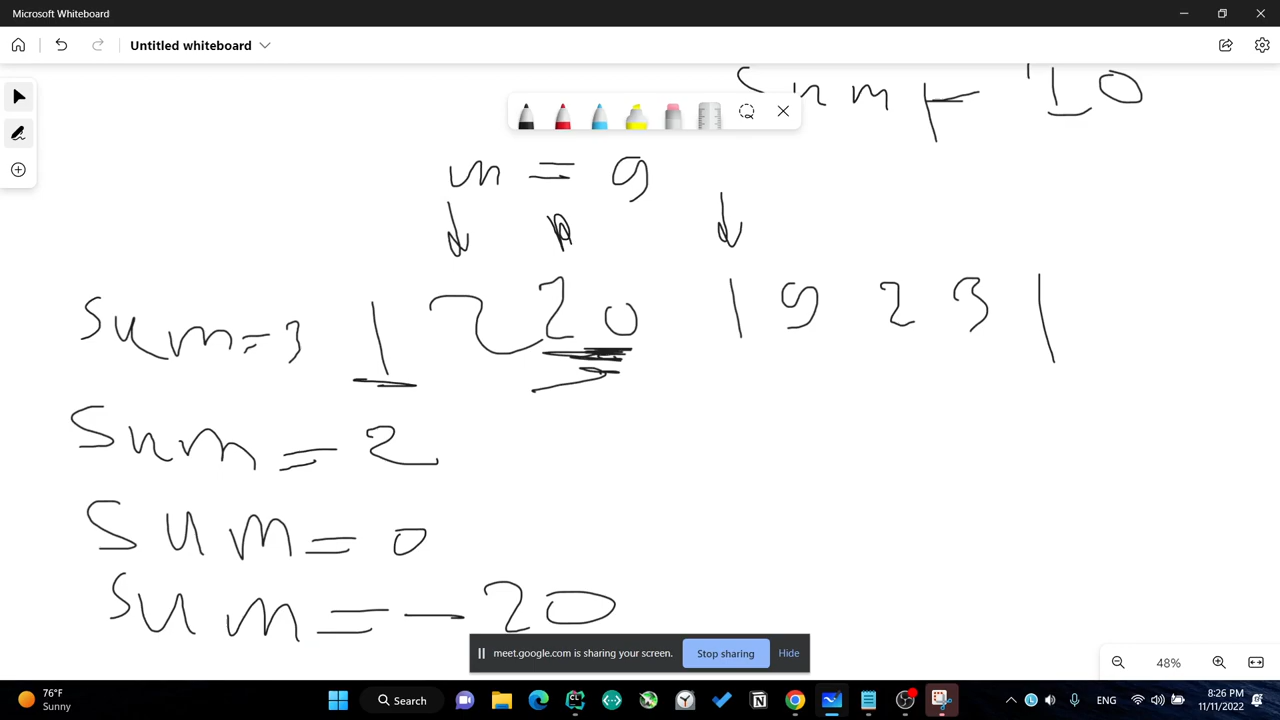 Microsoft Whiteboard
Untitled whiteboard
Sum 10
m = 9
Sum=3 1 2 20 1 9 2 3 1
Sum = 2
Sum = 0
Sum = -20
meet.google.com is sharing your screen. Stop sharing Hide
48%
76°F
Sunny
Search
ENG
8:26 PM
11/11/2022